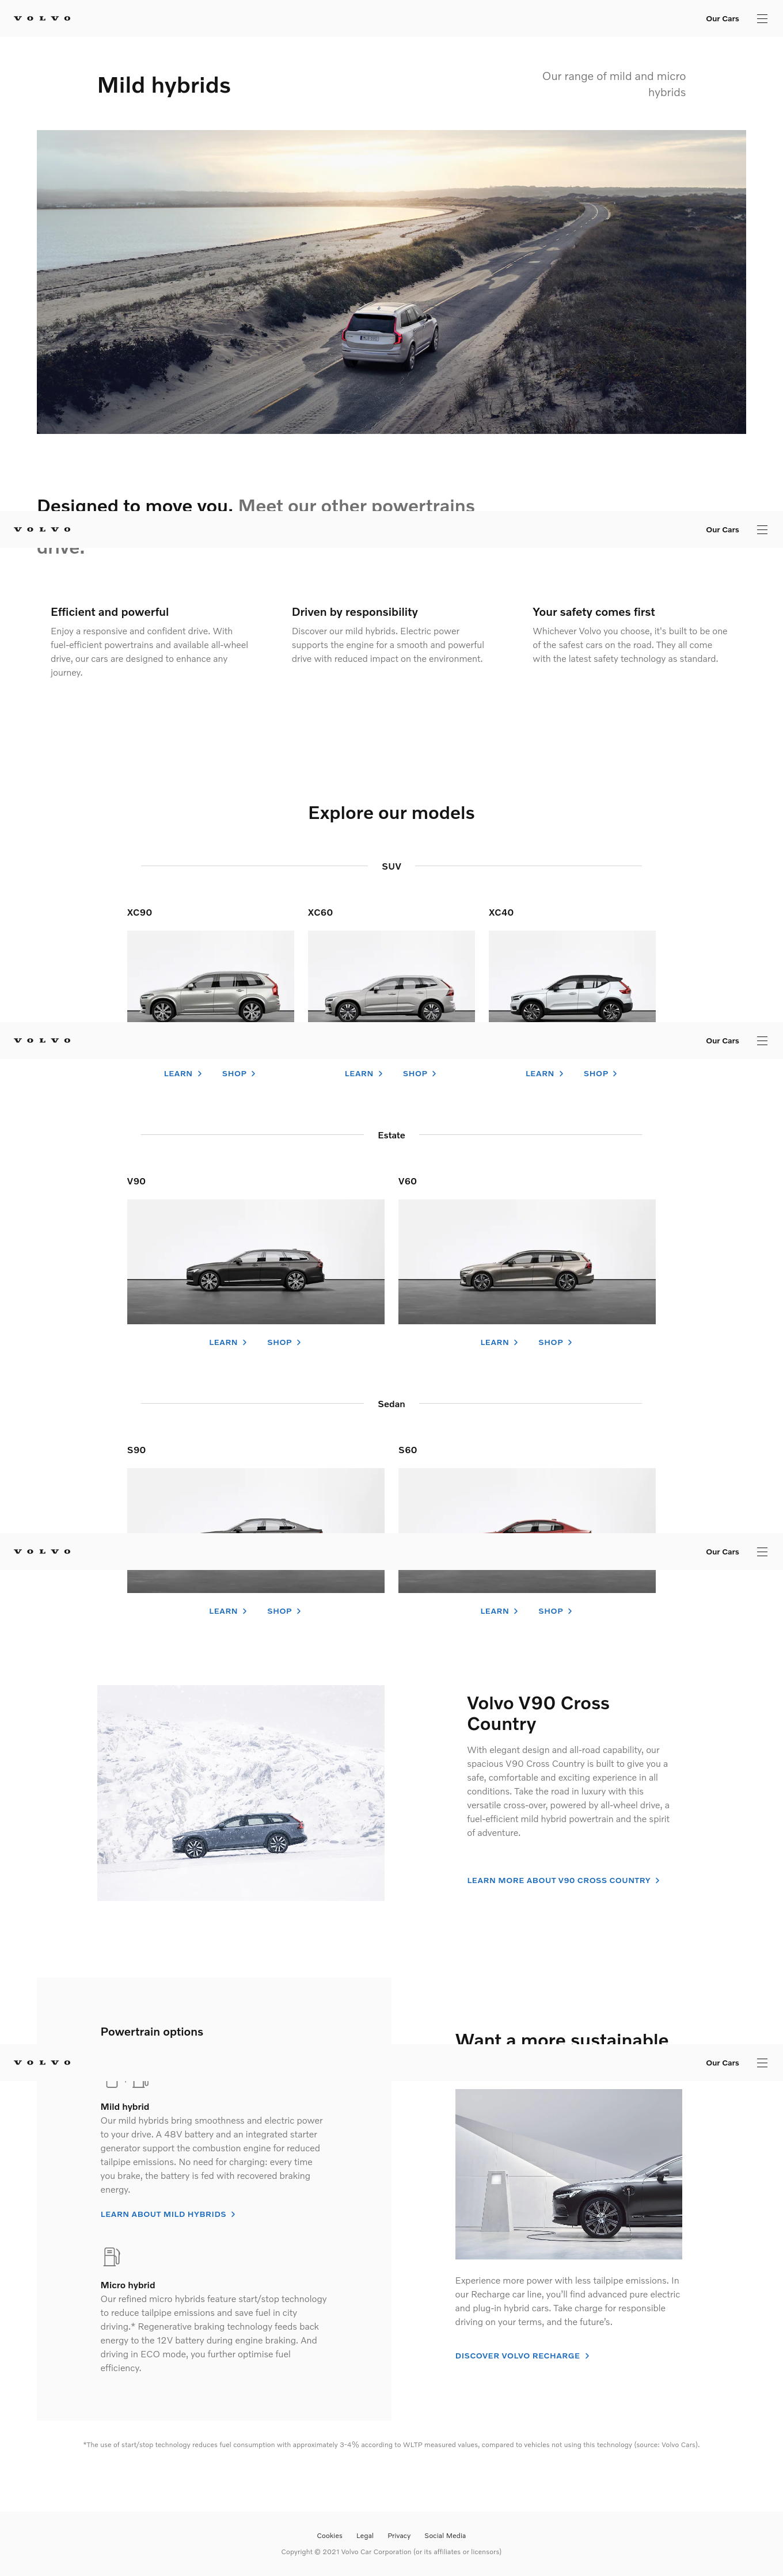 VOLVO
Our Cars
Mild hybrids
Our range of mild and micro
hybrids
Designed to move you. Meet our other powertrains
VOLVO
Our Cars
drive.
Efficient and powerful
Enjoy a responsive and confident drive. With
fuel-efficient powertrains and available all-wheel
drive, our cars are designed to enhance any
journey.
Driven by responsibility
Discover our mild hybrids. Electric power
supports the engine for a smooth and powerful
drive with reduced impact on the environment.
Your safety comes first
Whichever Volvo you choose, it's built to be one
of the safest cars on the road. They all come
with the latest safety technology as standard.
Explore our models
SUV
XC90
XC60
XC40
VOLVO
Our Cars
LEARN
SHOP
LEARN
SHOP
LEARN
SHOP
Estate
V90
V60
LEARN
SHOP
LEARN
SHOP
Sedan
S90
S60
VOLVO
Our Cars
LEARN
SHOP
LEARN
SHOP
Volvo V90 Cross
Country
With elegant design and all-road capability, our
spacious V90 Cross Country is built to give you a
safe, comfortable and exciting experience in all
conditions. Take the road in luxury with this
versatile cross-over, powered by all-wheel drive, a
fuel-efficient mild hybrid powertrain and the spirit
of adventure.
LEARN MORE ABOUT V90 CROSS COUNTRY
Powertrain options
Want a more sustainable
VOLVO
Our Cars
Mild hybrid
Our mild hybrids bring smoothness and electric power
to your drive. A 48V battery and an integrated starter
generator support the combustion engine for reduced
tailpipe emissions. No need for charging: every time
you brake, the battery is fed with recovered braking
energy.
LEARN ABOUT MILD HYBRIDS
Micro hybrid
Our refined micro hybrids feature start/stop technology
to reduce tailpipe emissions and save fuel in city
driving.* Regenerative braking technology feeds back
energy to the 12V battery during engine braking. And
driving in ECO mode, you further optimise fuel
efficiency.
Experience more power with less tailpipe emissions. In
our Recharge car line, you'll find advanced pure electric
and plug-in hybrid cars. Take charge for responsible
driving on your terms, and the future's.
DISCOVER VOLVO RECHARGE
*The use of start/stop technology reduces fuel consumption with approximately 3-4% according to WLTP measured values, compared to vehicles not using this technology (source: Volvo Cars).
Cookies
Legal
Privacy
Social Media
Copyright © 2021 Volvo Car Corporation (or its affiliates or licensors)